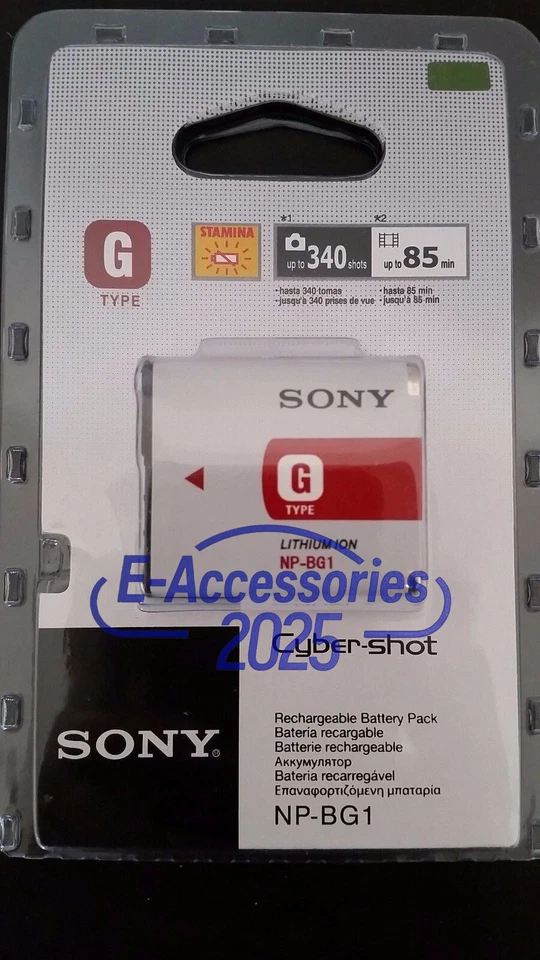 STAMINA
*1
*2
up to 340 shots
up to 85 min
G
TYPE
·hasta 340 tomas
·jusqu'à 340 prises de vue
·hasta 85 min
·jusqu'à 85 min
SONY
G
TYPE
LITHIUM ION
NP-BG1
E-Accessories
2025
Cyber-shot
SONY
Rechargeable Battery Pack
Batería recargable
Batterie rechargeable
Аккумулятор
Bateria recarregável
Επαναφορτιζόμενη μπαταρία
NP-BG1